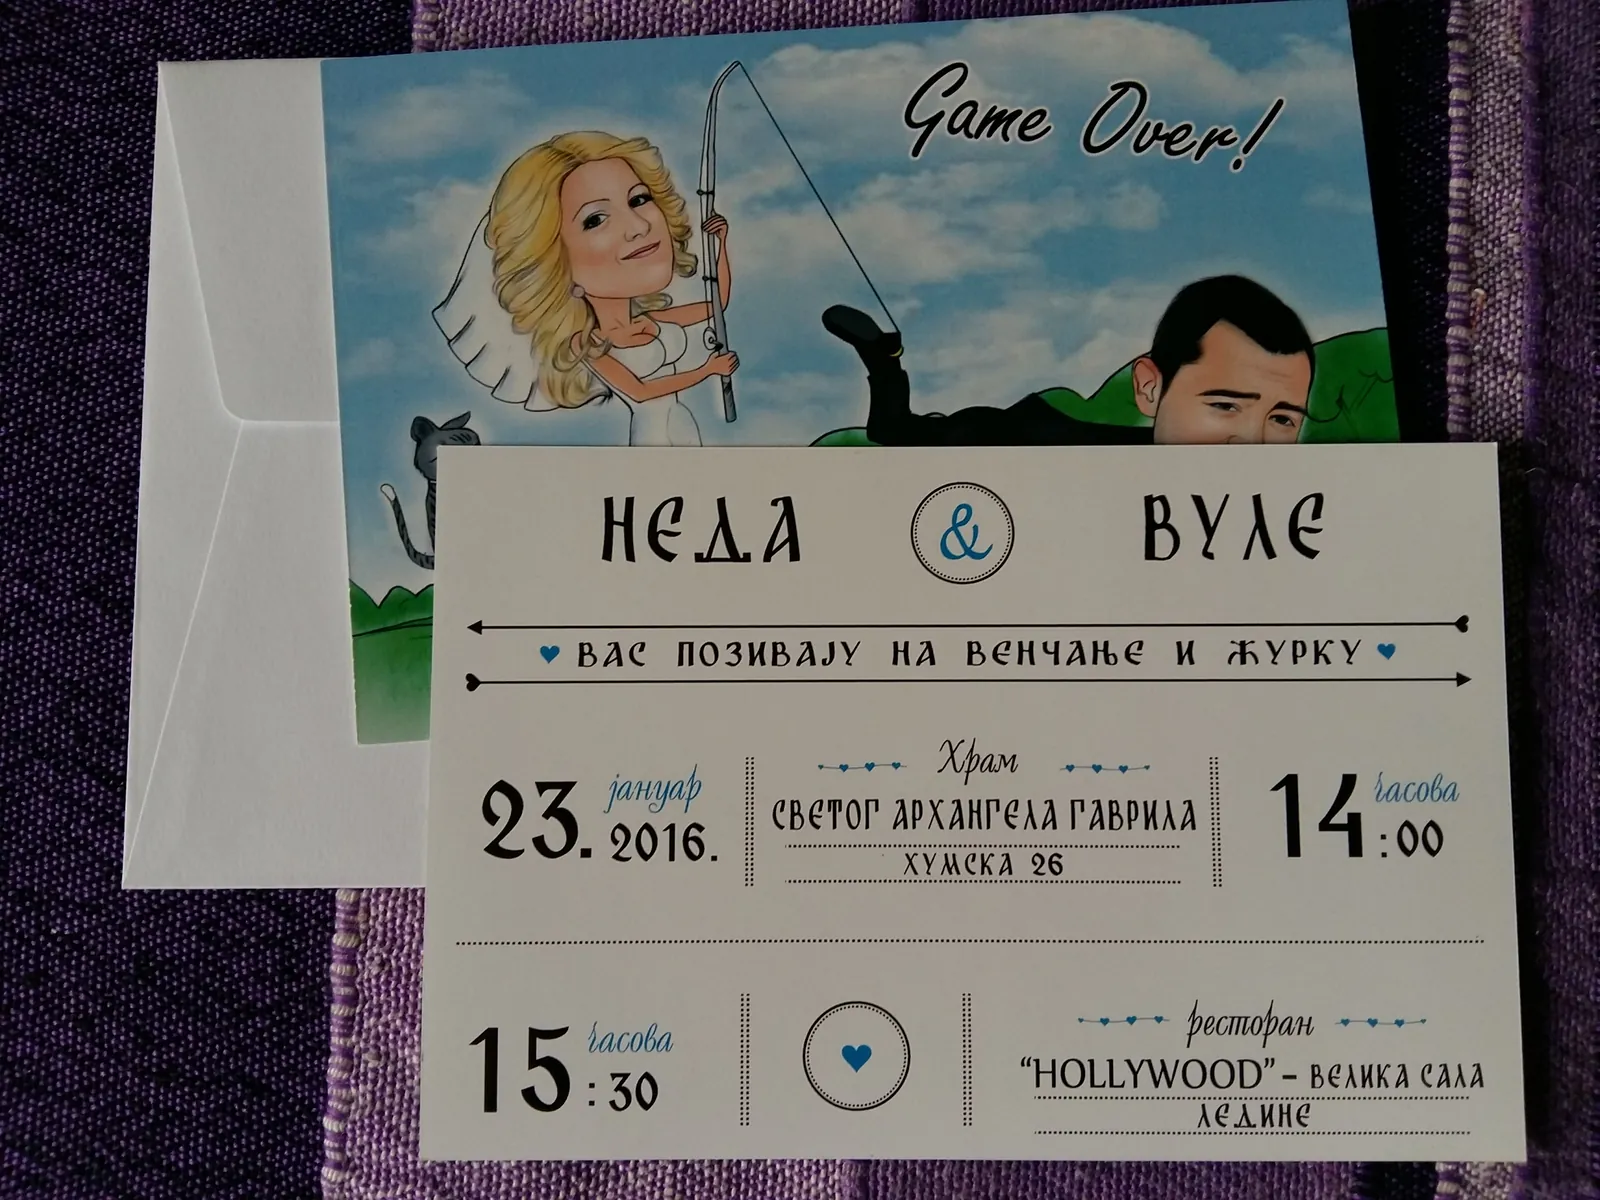 Game Over!
НЕДА & ВУЛЕ
ВАС ПОЗИВАЈУ НА ВЕНЧАЊЕ И ЖУРКУ
23. јануар 2016.
Храм
СВЕТОГ АРХАНГЕЛА ГАВРИЛА
ХУМСКА 26
14:00 часова
15:30 часова
ресторан
“HOLLYWOOD” – ВЕЛИКА САЛА
ЛЕДИНЕ